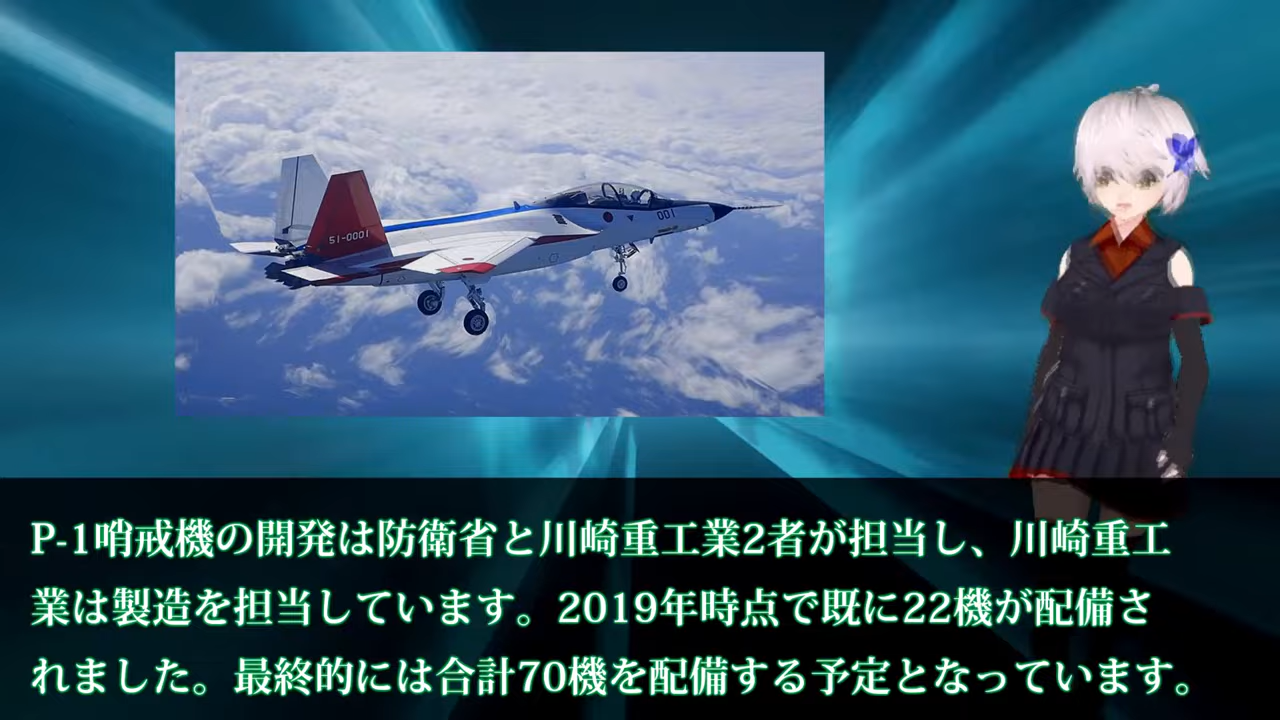 001
51-0001
P-1哨戒機の開発は防衛省と川崎重工業2者が担当し、川崎重工
業は製造を担当しています。2019年時点で既に22機が配備さ
れました。最終的には合計70機を配備する予定となっています。